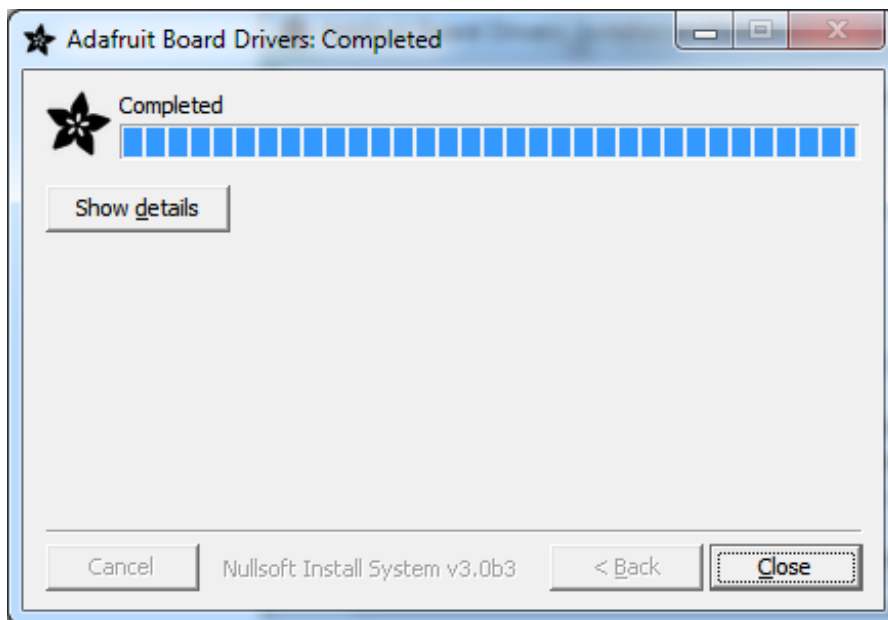 Adafruit Board Drivers: Completed
Completed
Show details
Cancel
Nullsoft Install System v3.0b3
< Back
Close